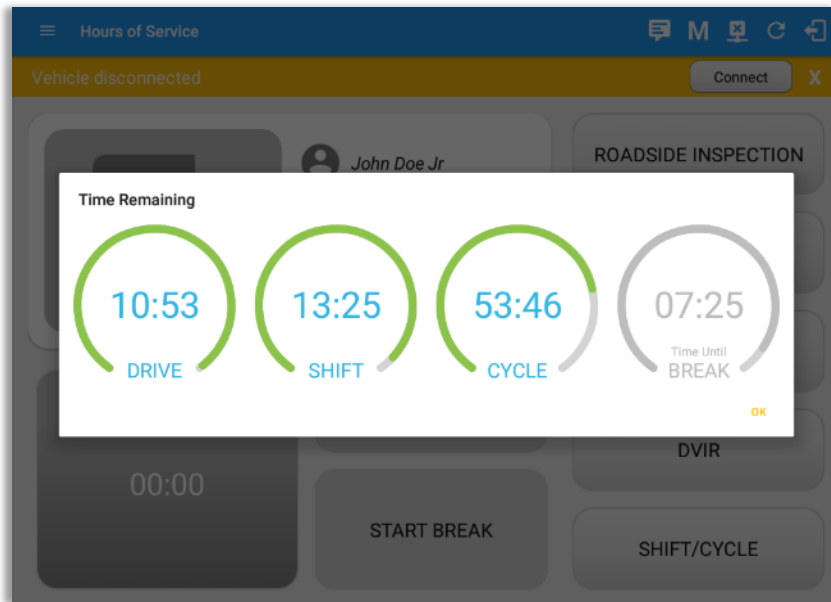 Hours of Service
M
Vehicle disconnected
Connect
X
John Doe Jr
ROADSIDE INSPECTION
Time Remaining
10:53
DRIVE
13:25
SHIFT
53:46
CYCLE
07:25
Time Until
BREAK
OK
00:00
START BREAK
DVIR
SHIFT/CYCLE